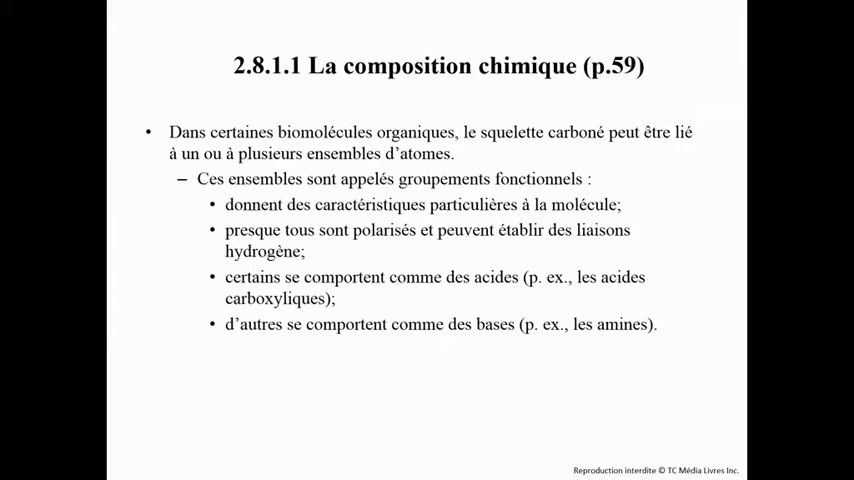 2.8.1.1 La composition chimique (p.59)
• Dans certaines biomolécules organiques, le squelette carboné peut être lié
à un ou à plusieurs ensembles d’atomes.
– Ces ensembles sont appelés groupements fonctionnels :
• donnent des caractéristiques particulières à la molécule;
• presque tous sont polarisés et peuvent établir des liaisons
hydrogène;
• certains se comportent comme des acides (p. ex., les acides
carboxyliques);
• d’autres se comportent comme des bases (p. ex., les amines).
Reproduction interdite © TC Média Livres Inc.